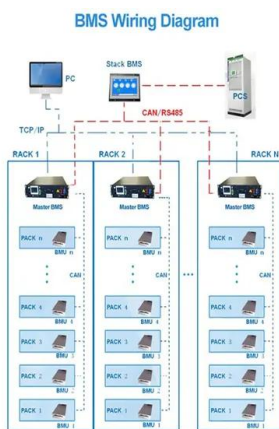 BMS Wiring Diagram
PC
Stack BMS
PCS
CAN/RS485
TCP/IP
RACK 1
RACK 2
RACK N
Master BMS
Master BMS
Master BMS
PACK n
PACK n
PACK n
BMU n
BMU n
BMU n
CAN
CAN
CAN
PACK 4
PACK 4
PACK 4
BMU 4
BMU 4
BMU 4
PACK 3
PACK 3
PACK 3
BMU 3
BMU 3
BMU 3
PACK 2
PACK 2
PACK 2
BMU 2
BMU 2
BMU 2
PACK 1
PACK 1
PACK 1
BMU 1
BMU 1
BMU 1